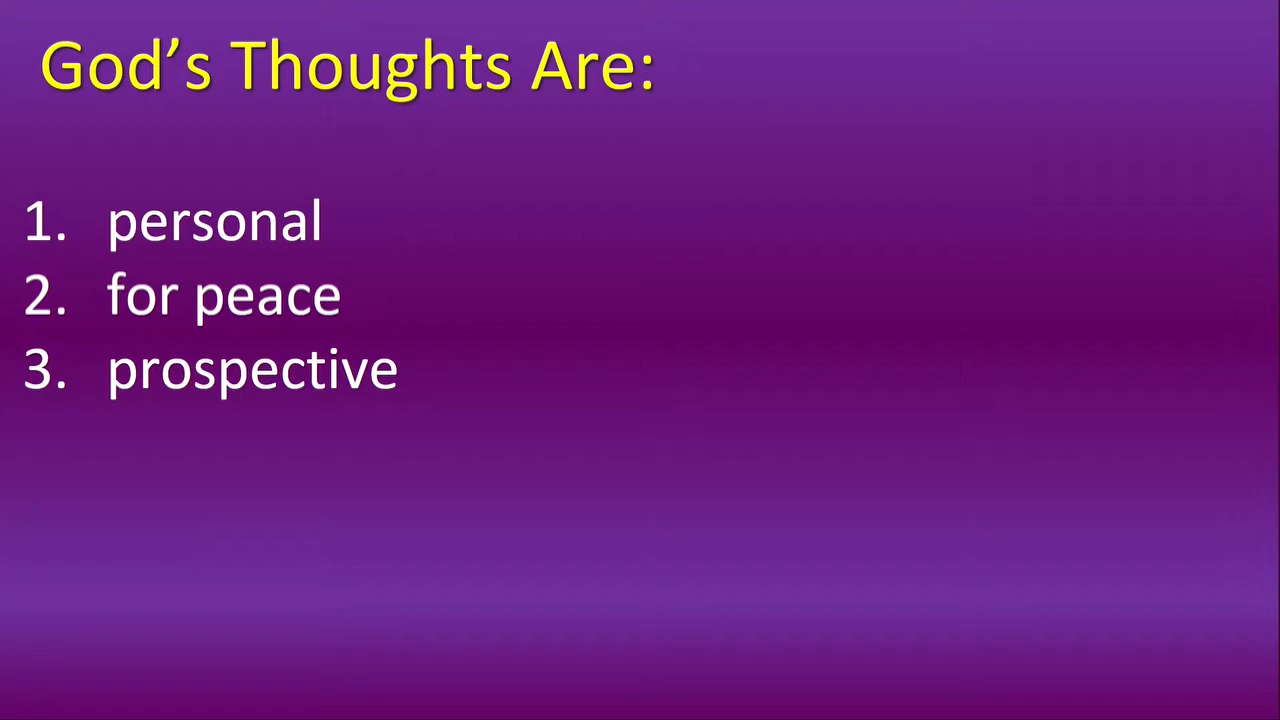 God’s Thoughts Are:
1. personal
2. for peace
3. prospective